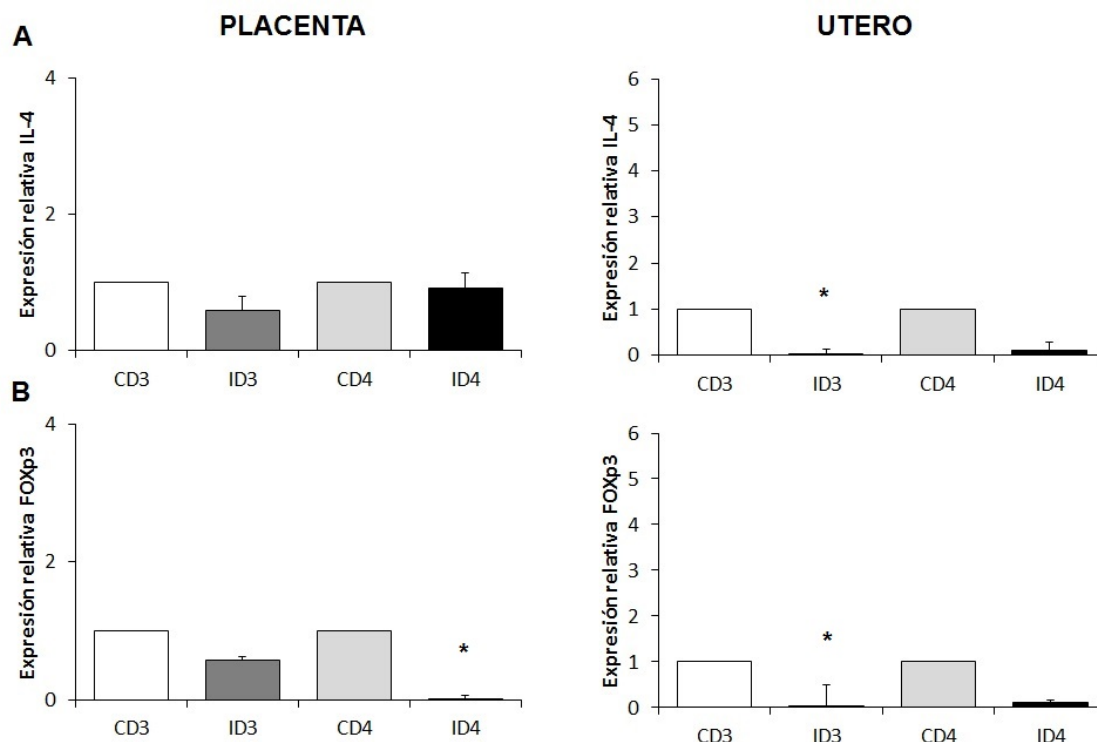 PLACENTA
UTERO
A
Expresión relativa IL-4
4
2
0
CD3 ID3 CD4 ID4
Expresión relativa IL-4
6
5
4
3
2
1
0
*
CD3 ID3 CD4 ID4
B
Expresión relativa FOXp3
4
2
0
*
CD3 ID3 CD4 ID4
Expresión relativa FOXp3
6
5
4
3
2
1
0
*
CD3 ID3 CD4 ID4